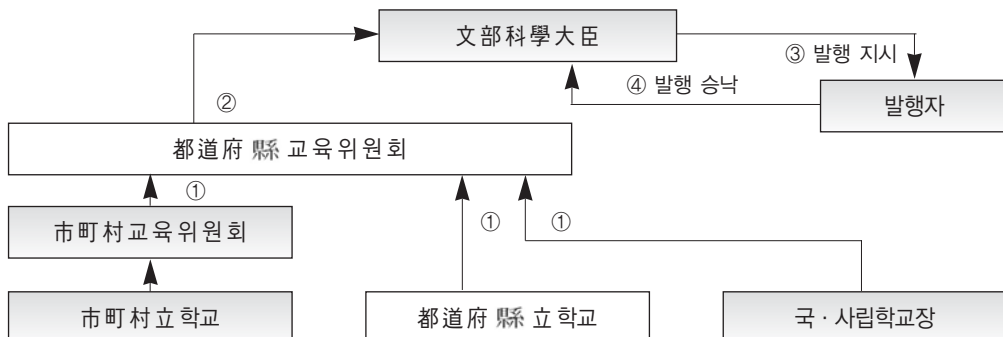 文部科學大臣
③ 발행 지시
④ 발행 승낙
발행자
②
都道府縣교육위원회
①
市町村교육위원회
①
①
市町村立학교
都道府縣立학교
국 · 사립학교장